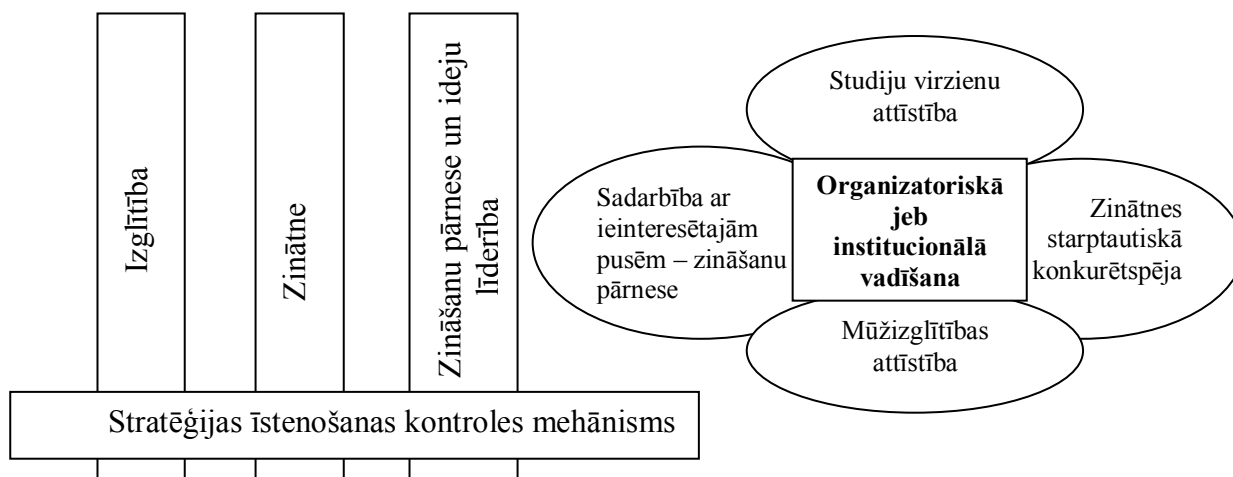 Izglītība
Zinātne
Zināšanu pārnese un ideju
līderība
Stratēģijas īstenošanas kontroles mehānisms
Studiju virzienu
attīstība
Sadarbība ar
ieinteresētajām
pusēm – zināšanu
pārnese
Organizatoriskā
jeb
institucionālā
vadīšana
Zinātnes
starptautiskā
konkurētspēja
Mūžizglītības
attīstība